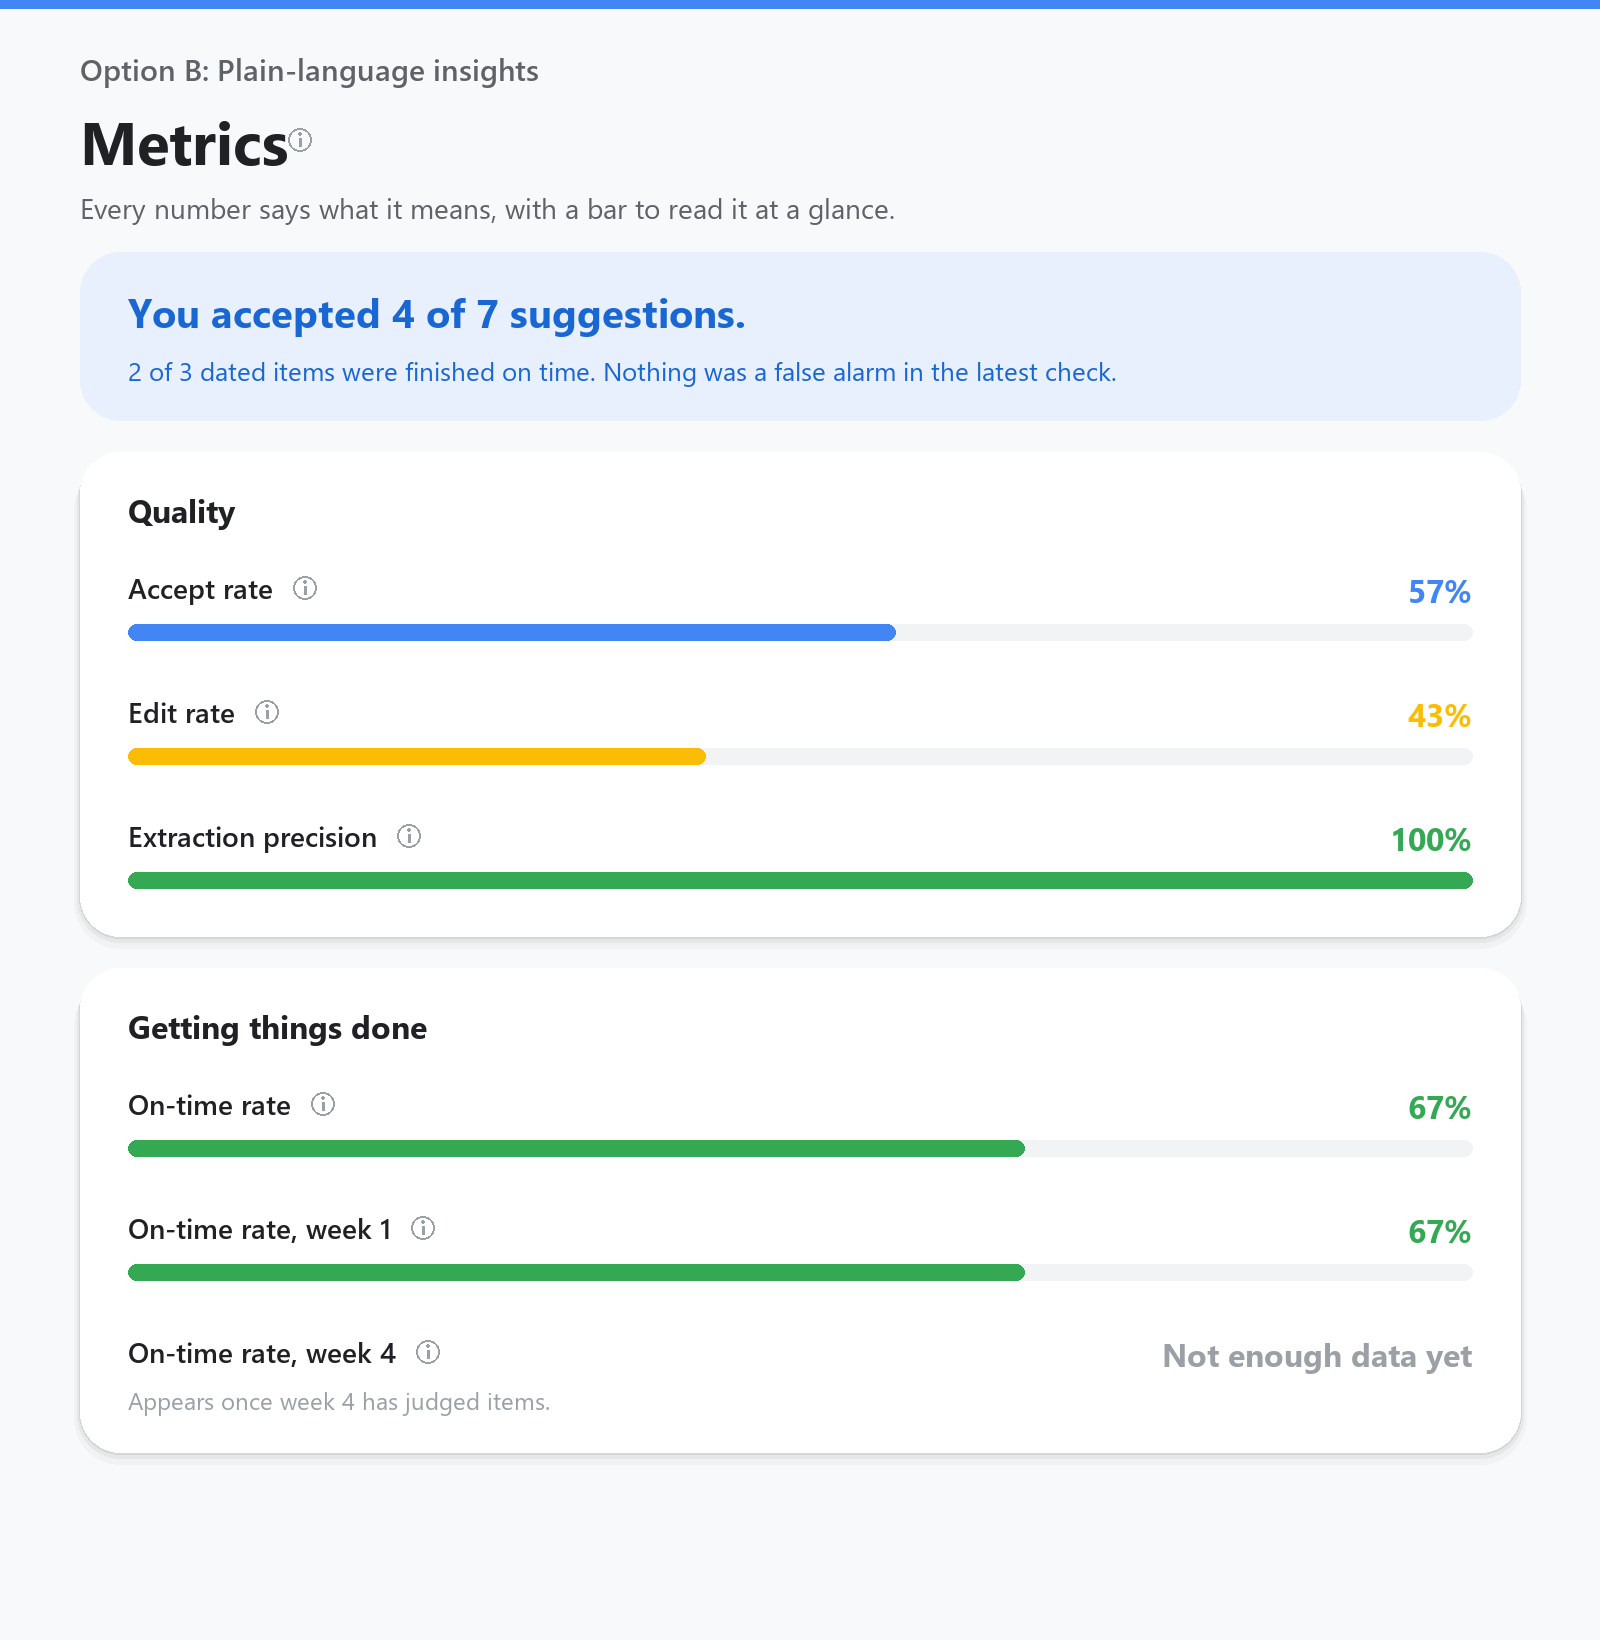 Option B: Plain-language insights
Metrics
Every number says what it means, with a bar to read it at a glance.
You accepted 4 of 7 suggestions.
2 of 3 dated items were finished on time. Nothing was a false alarm in the latest check.
Quality
Accept rate 57%
Edit rate 43%
Extraction precision 100%
Getting things done
On-time rate 67%
On-time rate, week 1 67%
On-time rate, week 4 Not enough data yet
Appears once week 4 has judged items.